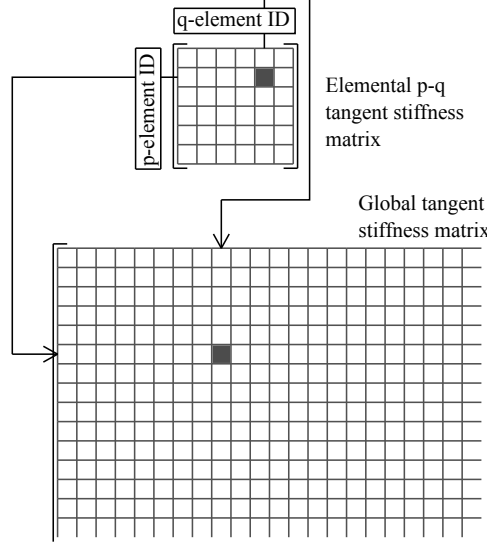 q-element ID
p-element ID
Elemental p-q
tangent stiffness
matrix
Global tangent
stiffness matrix